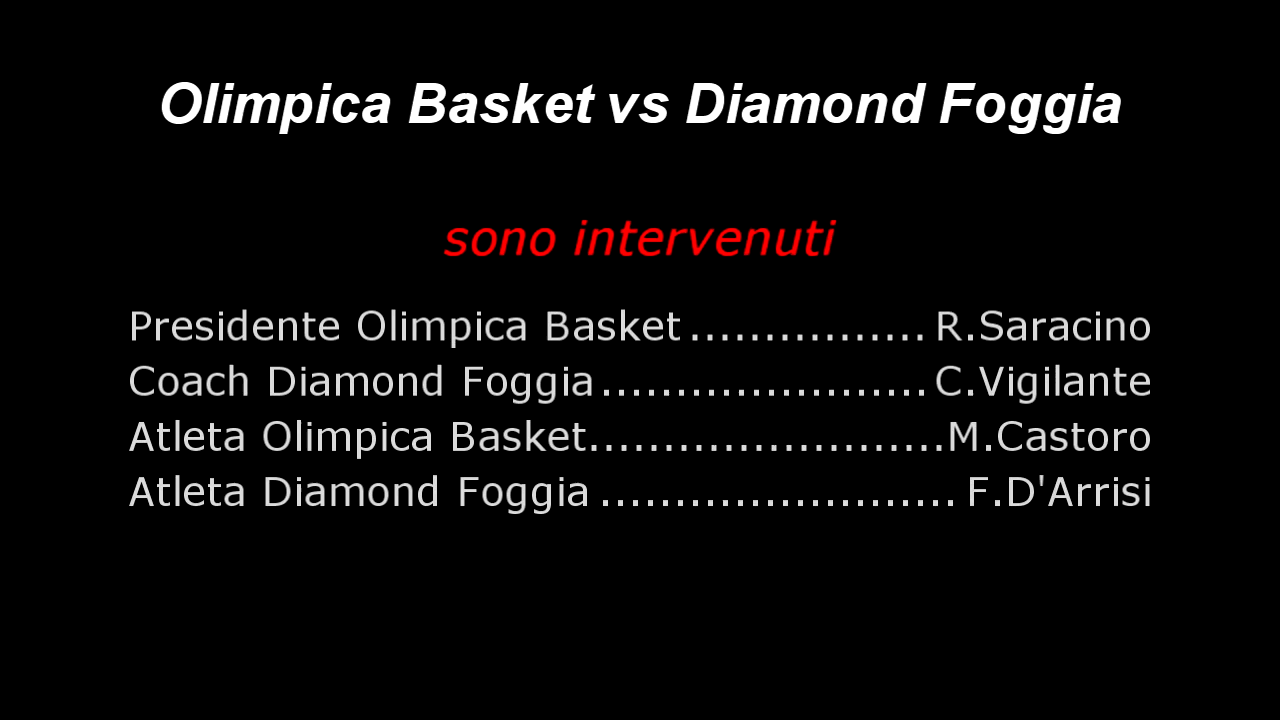 Olimpica Basket vs Diamond Foggia
sono intervenuti
Presidente Olimpica Basket................ R.Saracino
Coach Diamond Foggia...................... C.Vigilante
Atleta Olimpica Basket........................M.Castoro
Atleta Diamond Foggia ........................ F.D'Arrisi